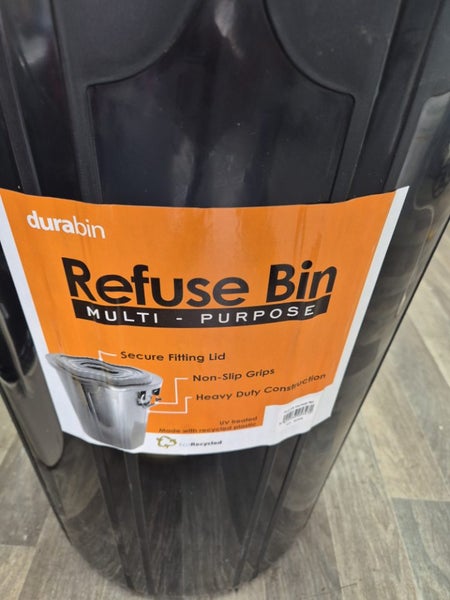 durabin
Refuse Bin
MULTI - PURPOSE
Secure Fitting Lid
Non-Slip Grips
Heavy Duty Construction
UV treated
Made with recycled plastic
Recycled